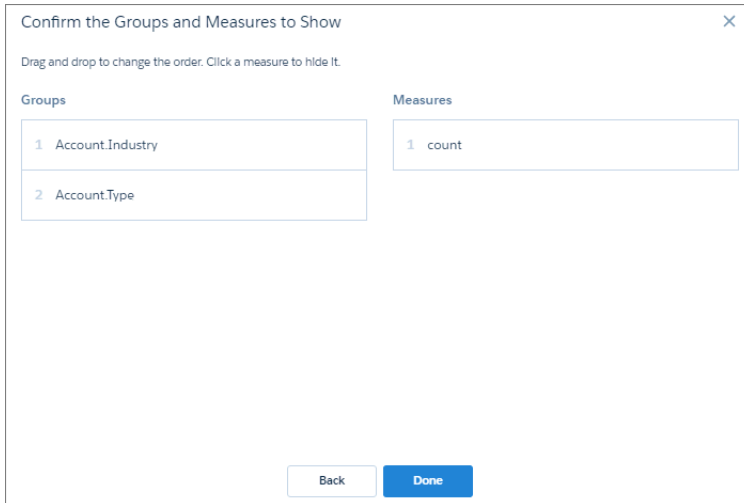 Confirm the Groups and Measures to Show
Drag and drop to change the order. Click a measure to hide it.
Groups
Measures
1 Account.Industry
1 count
2 Account.Type
Back
Done